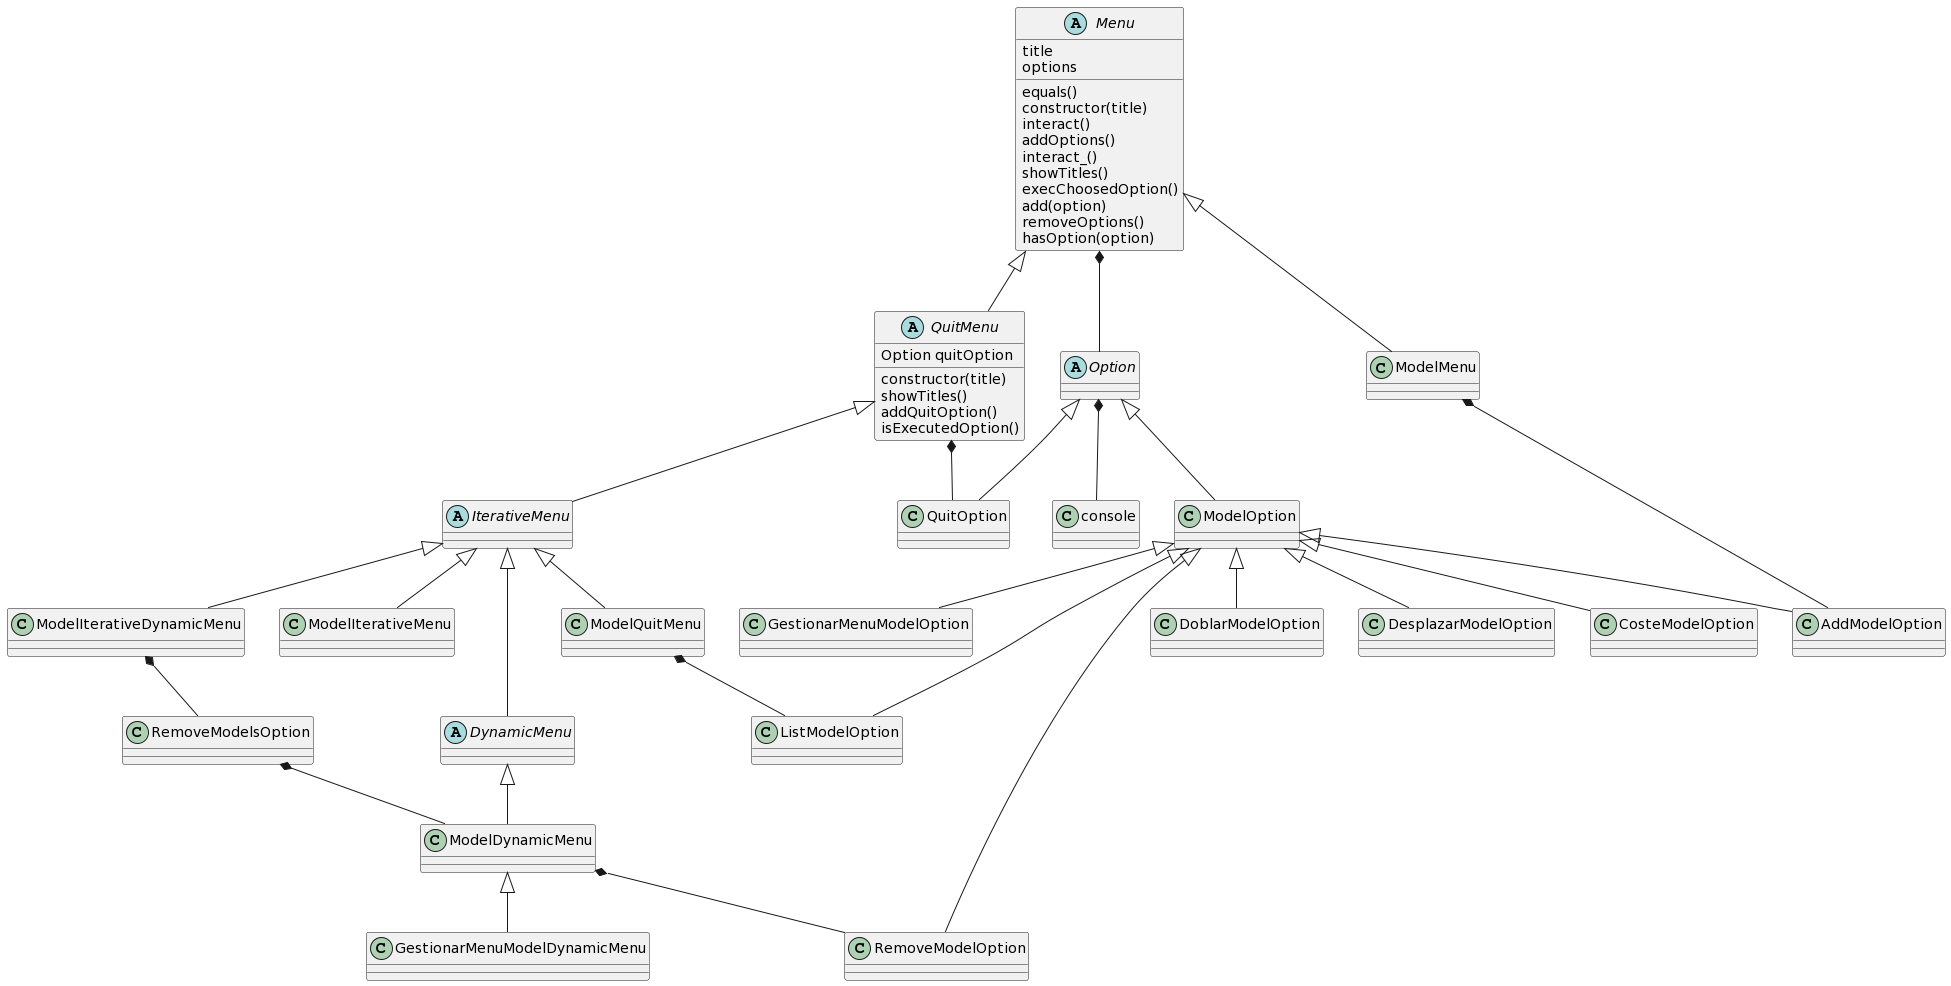 A Menu
title
options
equals()
constructor(title)
interact()
addOptions()
interact_()
showTitles()
execChoosedOption()
add(option)
removeOptions()
hasOption(option)
A QuitMenu
Option quitOption
constructor(title)
showTitles()
addQuitOption()
isExecutedOption()
A Option
C ModelMenu
A IterativeMenu
C QuitOption
C console
C ModelOption
C ModelIterativeDynamicMenu
C ModelIterativeMenu
C ModelQuitMenu
C GestionarMenuModelOption
C DoblarModelOption
C DesplazarModelOption
C CosteModelOption
C AddModelOption
C RemoveModelsOption
A DynamicMenu
C ListModelOption
C ModelDynamicMenu
C GestionarMenuModelDynamicMenu
C RemoveModelOption